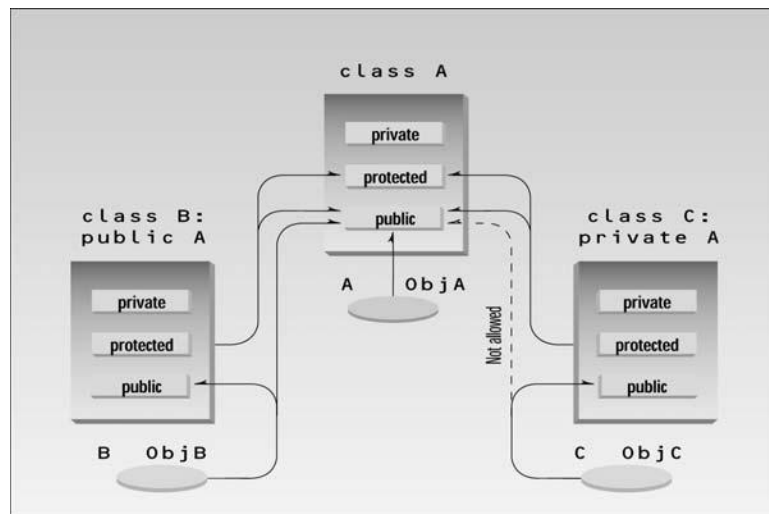 class A
private
protected
public
A ObjA
class B:
public A
private
protected
public
B ObjB
Not allowed
class C:
private A
private
protected
public
C ObjC